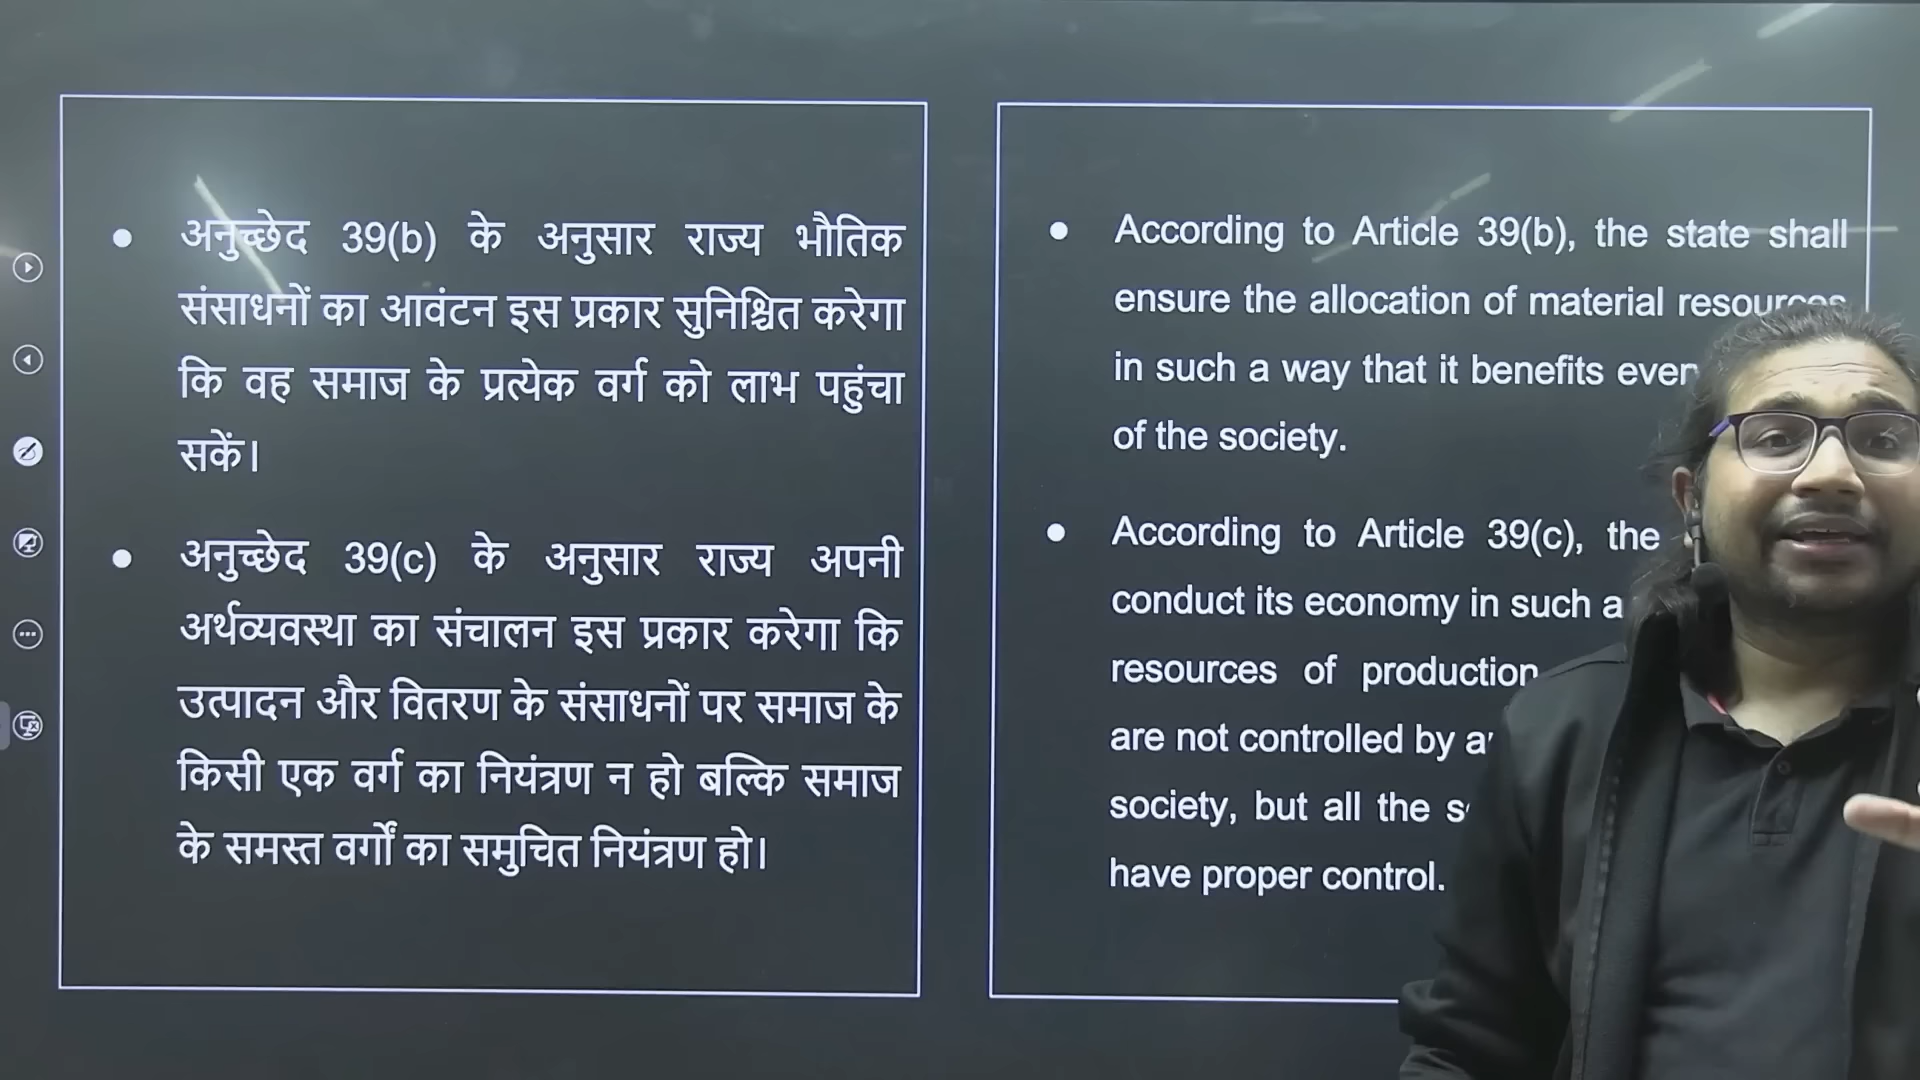 • अनुच्छेद 39(b) के अनुसार राज्य भौतिक
संसाधनों का आवंटन इस प्रकार सुनिश्चित करेगा
कि वह समाज के प्रत्येक वर्ग को लाभ पहुंचा
सकें।
• अनुच्छेद 39(c) के अनुसार राज्य अपनी
अर्थव्यवस्था का संचालन इस प्रकार करेगा कि
उत्पादन और वितरण के संसाधनों पर समाज के
किसी एक वर्ग का नियंत्रण न हो बल्कि समाज
के समस्त वर्गों का समुचित नियंत्रण हो।
• According to Article 39(b), the state shall
ensure the allocation of material resources
in such a way that it benefits
of the society.
• According to Article 39(c), the
conduct its economy in such a
resources of production
are not controlled by
society, but all the
have proper control.